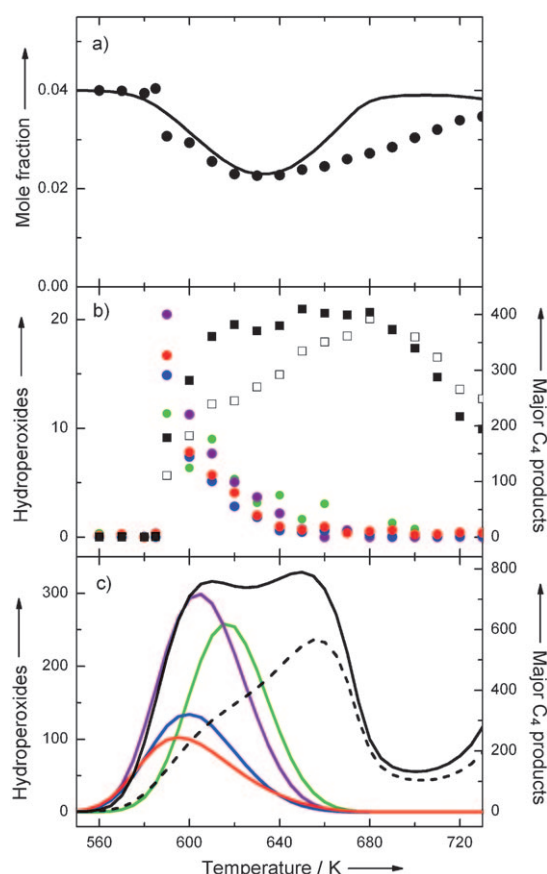 a)
Mole fraction
0.04
0.02
0.00
b)
Hydroperoxides
20
10
0
Major C₄ products
400
300
200
100
0
c)
Hydroperoxides
300
200
100
0
Major C₄ products
800
600
400
200
0
560
600
640
680
720
Temperature / K